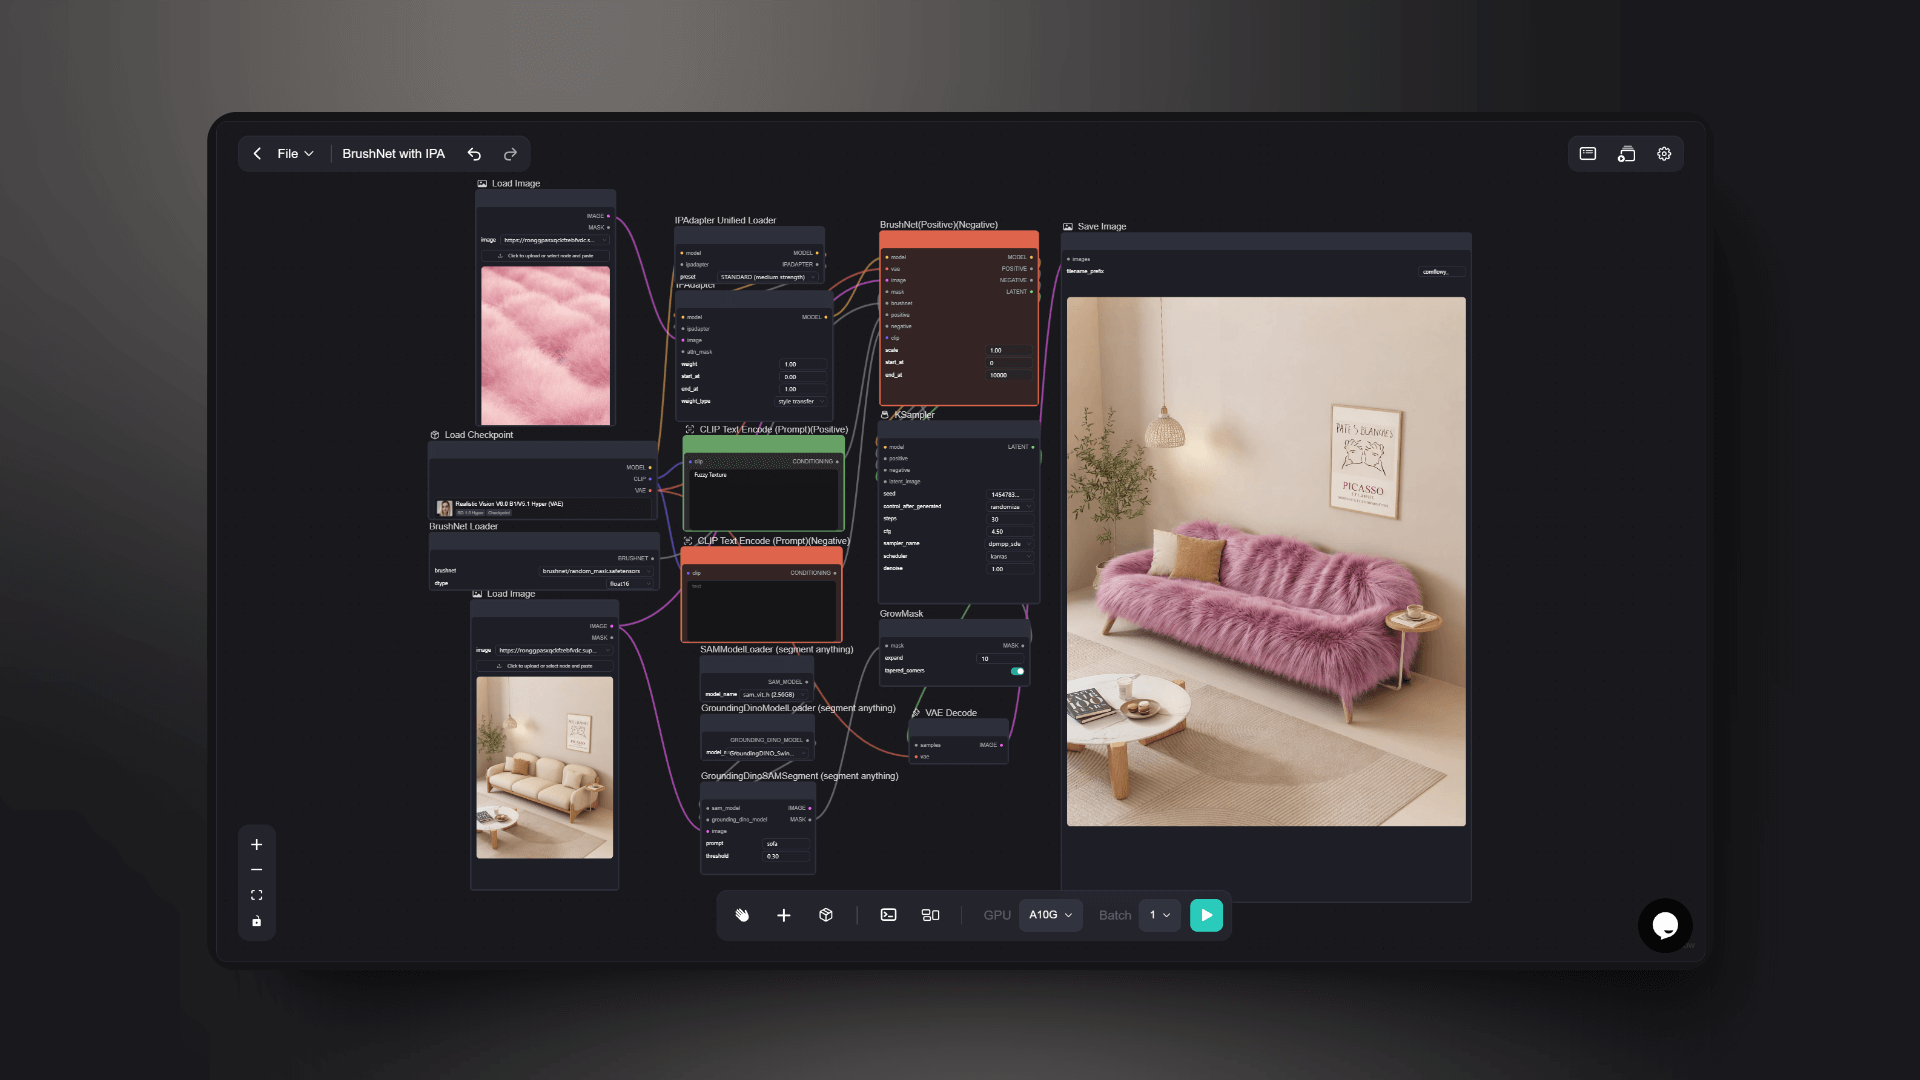 File
BrushNet with IPA
Load Image
IMAGE
MASK
image https://ronggpasxqckfzebfvdc.s...
Click to upload or select node and paste
Load Checkpoint
MODEL
CLIP
VAE
Realistic Vision V6.0 B1/V5.1 Hyper (VAE)
SD 1.5 Hyper Checkpoint
BrushNet Loader
BRUSHNET
brushnet brushnet/random_mask.safetensors
dtype float16
Load Image
IMAGE
MASK
image https://ronggpasxqckfzebfvdc.sup...
Click to upload or select node and paste
IPAdapter Unified Loader
model MODEL
ipadapter IPADAPTER
preset STANDARD (medium strength)
IPAdapter
model MODEL
ipadapter
image
attn_mask
weight 1.00
start_at 0.00
end_at 1.00
weight_type style transfer
CLIP Text Encode (Prompt)(Positive)
clip CONDITIONING
Fuzzy Texture
CLIP Text Encode (Prompt)(Negative)
clip CONDITIONING
text
SAMModelLoader (segment anything)
SAM_MODEL
model_name sam_vit_h (2.56GB)
GroundingDinoModelLoader (segment anything)
GROUNDING_DINO_MODEL
GroundingDINO_Swin...
GroundingDinoSAMSegment (segment anything)
sam_model IMAGE
grounding_dino_model MASK
image
prompt sofa
threshold 0.30
BrushNet(Positive)(Negative)
model MODEL
vae POSITIVE
image NEGATIVE
mask LATENT
brushnet
positive
negative
clip
scale 1.00
start_at 0
end_at 10000
KSampler
model LATENT
positive
negative
latent_image
seed 1454783...
control_after_generated randomize
steps 30
cfg 4.50
sampler_name dpmpp_sde
scheduler karras
denoise 1.00
GrowMask
mask MASK
expand 10
tapered_corners
VAE Decode
samples IMAGE
vae
Save Image
images
filename_prefix comflowy_
PICASSO
GPU A10G Batch 1